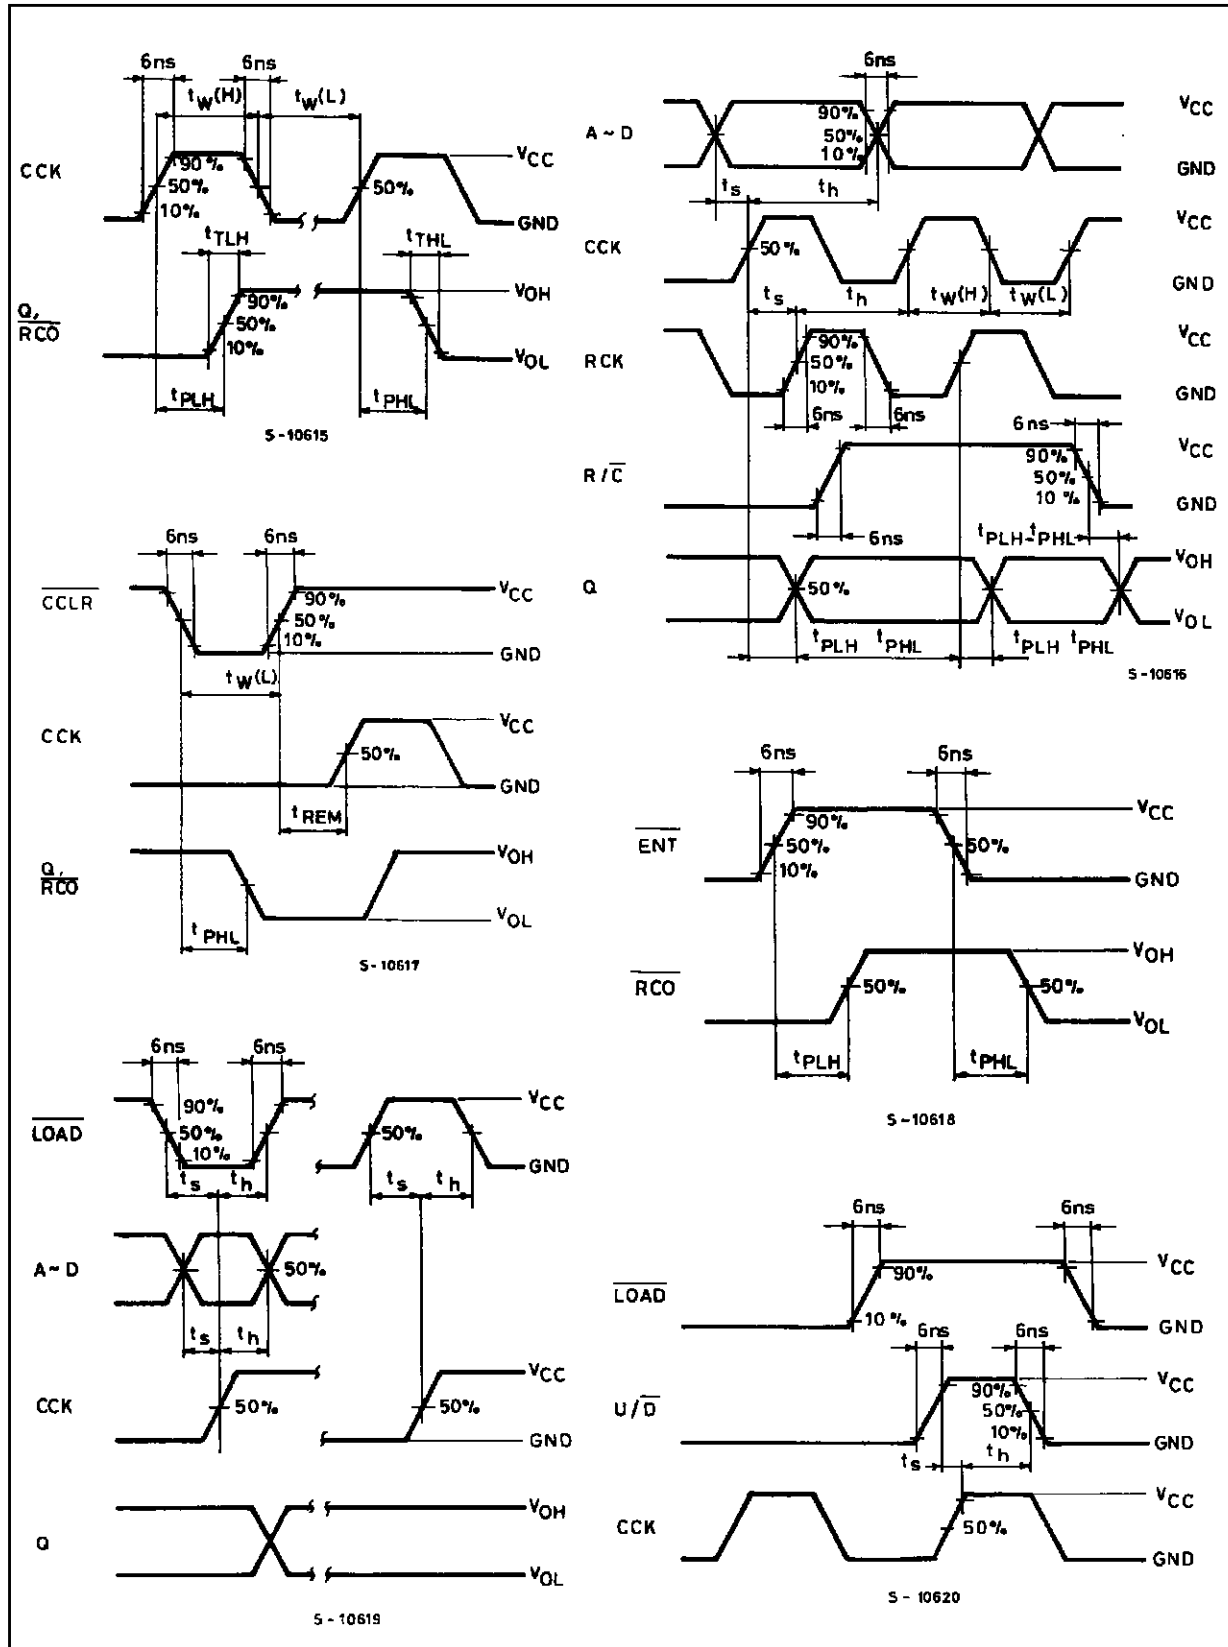 6ns 6ns
tW(H) tW(L)
CCK 90% 50% 10% 50% VCC GND
tTLH tTHL
Q, RCO 90% 50% 10% VOH VOL
tPLH tPHL
S-10615
6ns
A~D 90% 50% 10% VCC GND
ts th
CCK 50% VCC GND
ts th tW(H) tW(L)
RCK 90% 50% 10% VCC GND
6ns 6ns 6ns
R/C 90% 50% 10% VCC GND
6ns tPLH-tPHL
Q 50% VOH VOL
tPLH tPHL tPLH tPHL
S-10616
6ns 6ns
CCLR 90% 50% 10% VCC GND
tW(L)
CCK 50% VCC GND
tREM
Q, RCO VOH VOL
tPHL
S-10617
6ns 6ns
ENT 90% 50% 10% 50% VCC GND
RCO 50% 50% VOH VOL
tPLH tPHL
S-10618
6ns 6ns
LOAD 90% 50% 10% 50% VCC GND
ts th ts th
A~D 50%
ts th
CCK 50% 50% VCC GND
Q VOH VOL
S-10619
6ns 6ns
LOAD 90% 10% VCC GND
6ns 6ns
U/D 90% 50% 10% VCC GND
ts th
CCK 50% VCC GND
S-10620